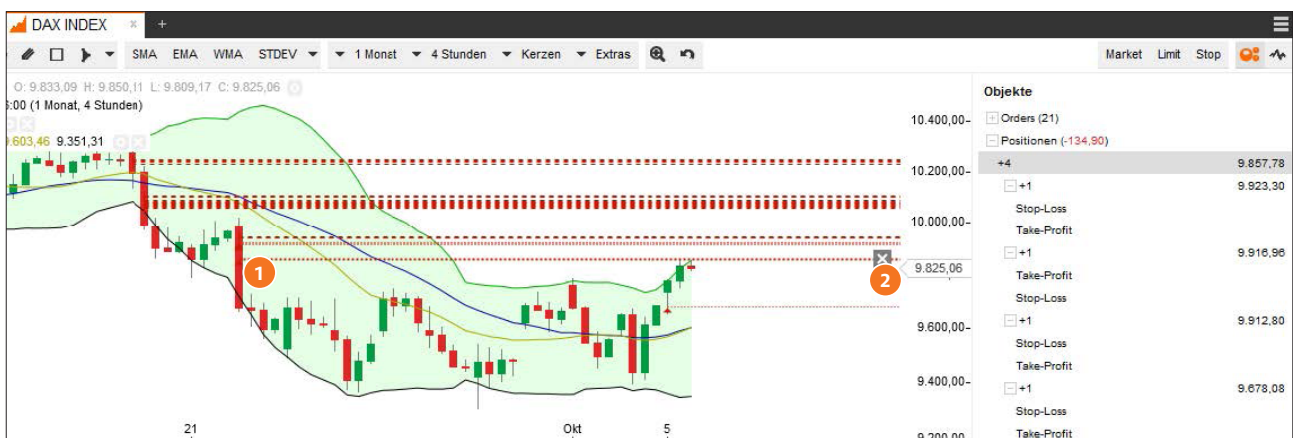 DAX INDEX × +
SMA EMA WMA STDEV 1 Monat 4 Stunden Kerzen Extras Market Limit Stop
O: 9.833,09 H: 9.850,11 L: 9.809,17 C: 9.825,06
:00 (1 Monat, 4 Stunden)
.603,46 9.351,31
10.400,00
10.200,00
10.000,00
9.825,06
9.600,00
9.400,00
9.200,00
1
2
21 Okt 5
Objekte
Orders (21)
Positionen (-134,90)
+4 9.857,78
+1 9.923,30
Stop-Loss
Take-Profit
+1 9.916,96
Take-Profit
Stop-Loss
+1 9.912,80
Stop-Loss
Take-Profit
+1 9.678,08
Stop-Loss
Take-Profit